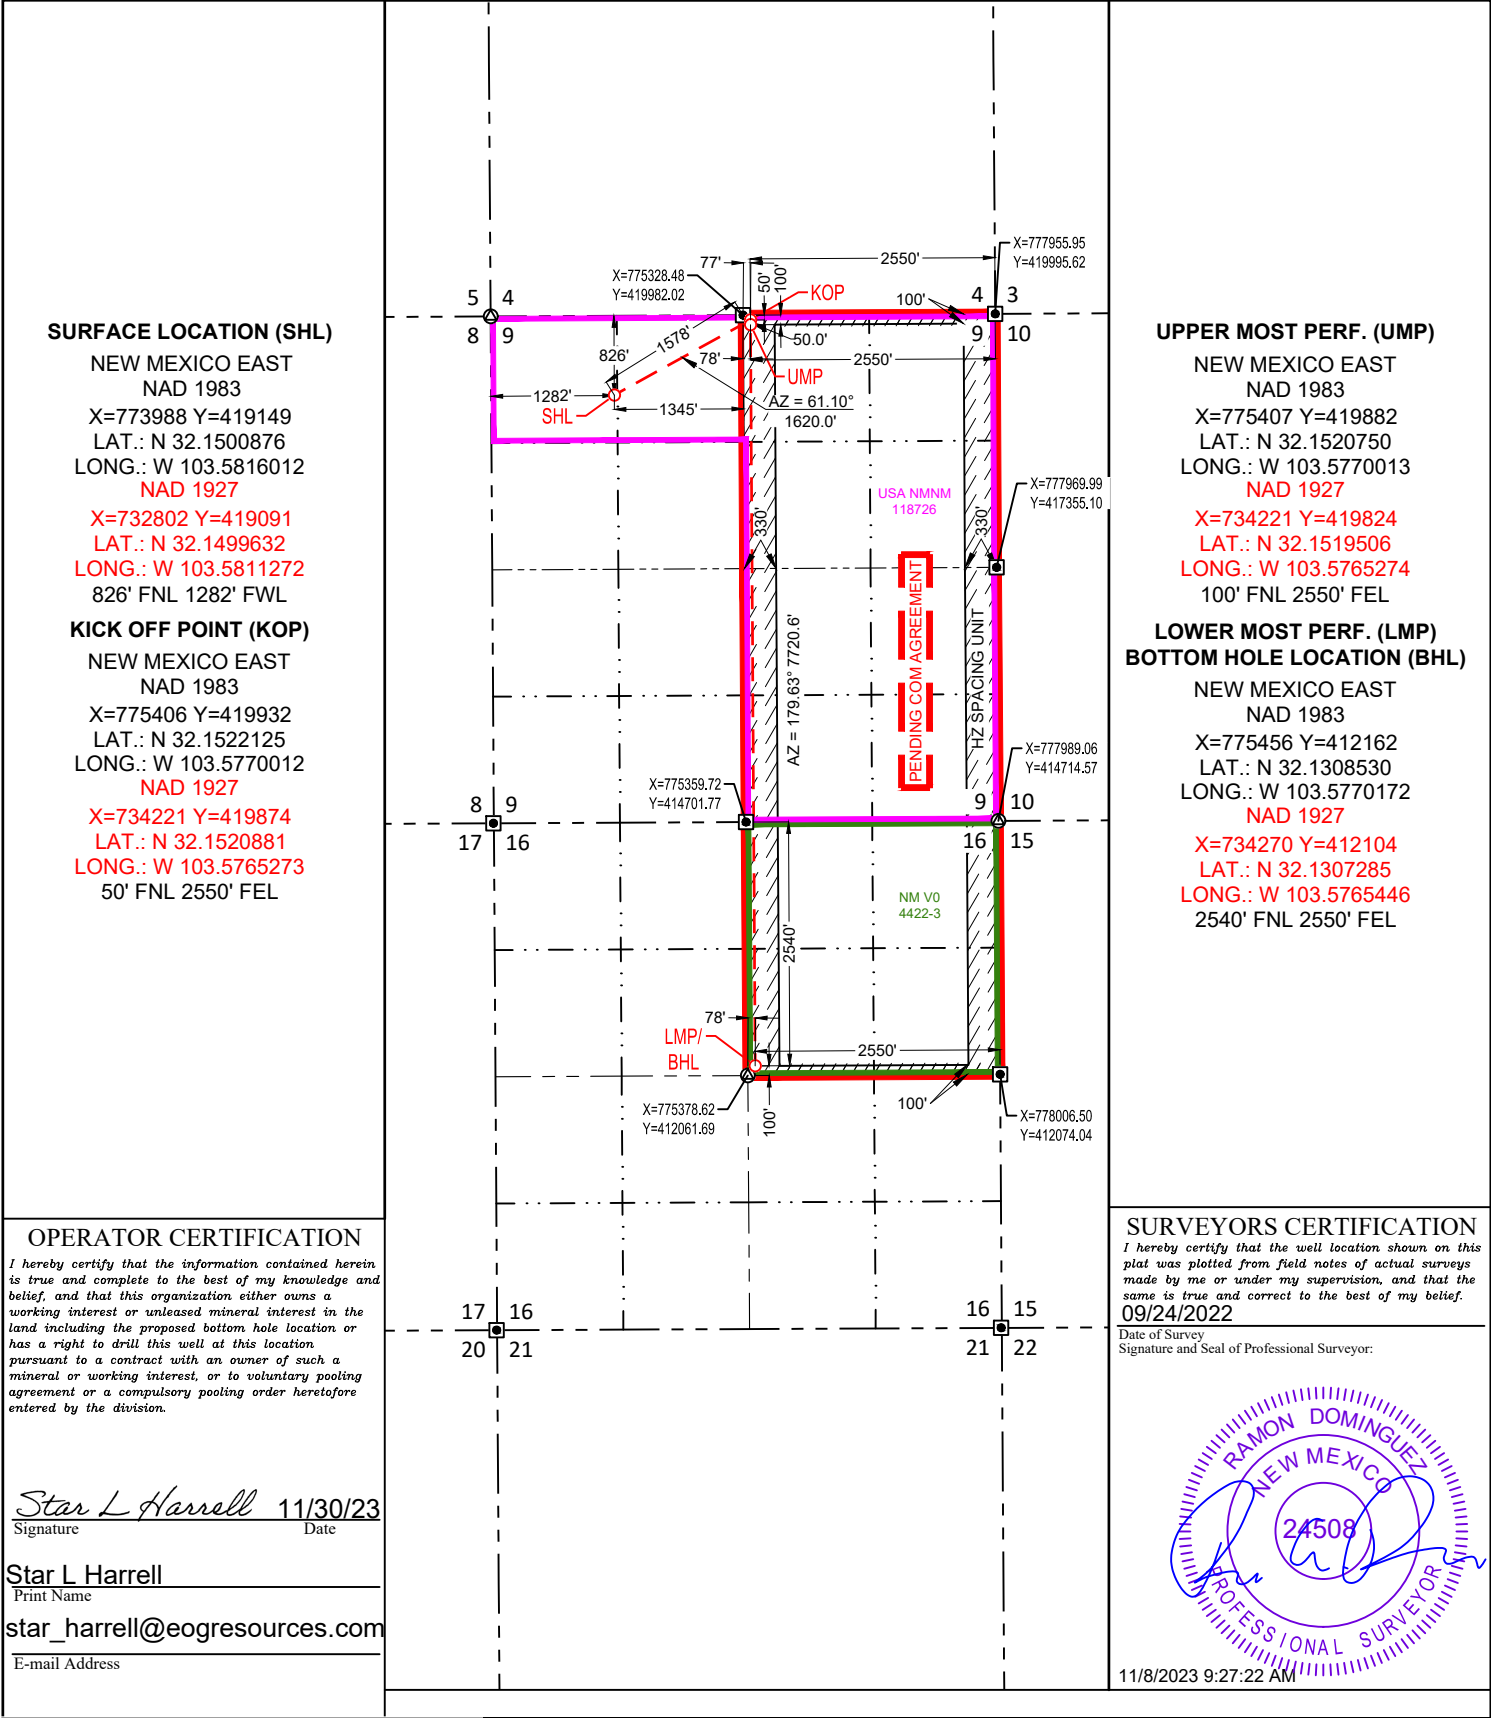 SURFACE LOCATION (SHL)
NEW MEXICO EAST
NAD 1983
X=773988 Y=419149
LAT.: N 32.1500876
LONG.: W 103.5816012
NAD 1927
X=732802 Y=419091
LAT.: N 32.1499632
LONG.: W 103.5811272
826' FNL 1282' FWL
KICK OFF POINT (KOP)
NEW MEXICO EAST
NAD 1983
X=775406 Y=419932
LAT.: N 32.1522125
LONG.: W 103.5770012
NAD 1927
X=734221 Y=419874
LAT.: N 32.1520881
LONG.: W 103.5765273
50' FNL 2550' FEL
OPERATOR CERTIFICATION
I hereby certify that the information contained herein
is true and complete to the best of my knowledge and
belief, and that this organization either owns a
working interest or unleased mineral interest in the
land including the proposed bottom hole location or
has a right to drill this well at this location
pursuant to a contract with an owner of such a
mineral or working interest, or to voluntary pooling
agreement or a compulsory pooling order heretofore
entered by the division.
Star L Harrell 11/30/23
Signature Date
Star L Harrell
Print Name
star_harrell@eogresources.com
E-mail Address
X=777955.95
Y=419995.62
77'
2550'
X=775328.48
Y=419982.02
50'
100'
KOP
100'
5 4
4 3
8 9
9 10
826'
1578'
50.0'
78'
2550'
UMP
1282'
SHL
1345'
AZ = 61.10°
1620.0'
X=777969.99
Y=417355.10
USA NMNM
118726
330'
330'
PENDING COM AGREEMENT
HZ SPACING UNIT
AZ = 179.63° 7720.6'
X=777989.06
Y=414714.57
X=775359.72
Y=414701.77
8 9
9 10
17 16
16 15
NM V0
4422-3
2540'
78'
LMP/
BHL
2550'
100'
100'
X=775378.62
Y=412061.69
X=778006.50
Y=412074.04
17 16
16 15
20 21
21 22
UPPER MOST PERF. (UMP)
NEW MEXICO EAST
NAD 1983
X=775407 Y=419882
LAT.: N 32.1520750
LONG.: W 103.5770013
NAD 1927
X=734221 Y=419824
LAT.: N 32.1519506
LONG.: W 103.5765274
100' FNL 2550' FEL
LOWER MOST PERF. (LMP)
BOTTOM HOLE LOCATION (BHL)
NEW MEXICO EAST
NAD 1983
X=775456 Y=412162
LAT.: N 32.1308530
LONG.: W 103.5770172
NAD 1927
X=734270 Y=412104
LAT.: N 32.1307285
LONG.: W 103.5765446
2540' FNL 2550' FEL
SURVEYORS CERTIFICATION
I hereby certify that the well location shown on this
plat was plotted from field notes of actual surveys
made by me or under my supervision, and that the
same is true and correct to the best of my belief.
09/24/2022
Date of Survey
Signature and Seal of Professional Surveyor:
RAMON DOMINGUEZ
NEW MEXICO
24508
PROFESSIONAL SURVEYOR
11/8/2023 9:27:22 AM